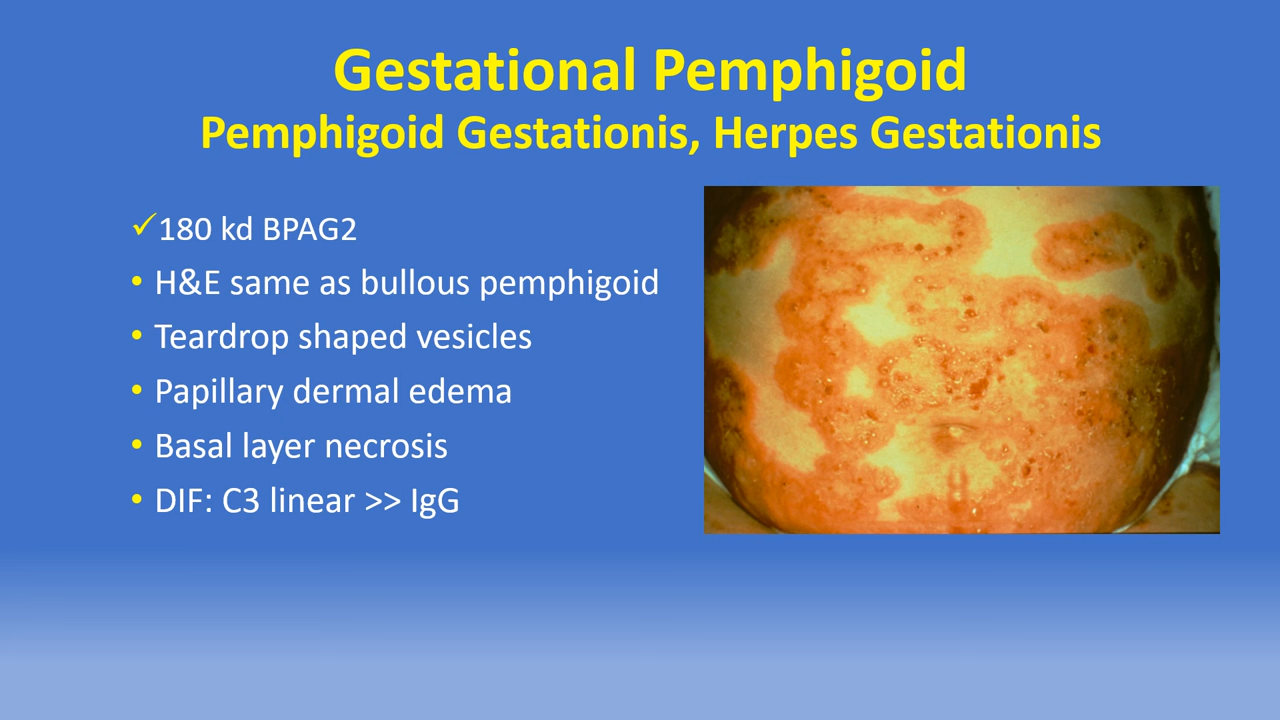 Gestational Pemphigoid
Pemphigoid Gestationis, Herpes Gestationis
✓180 kd BPAG2
• H&E same as bullous pemphigoid
• Teardrop shaped vesicles
• Papillary dermal edema
• Basal layer necrosis
• DIF: C3 linear >> IgG